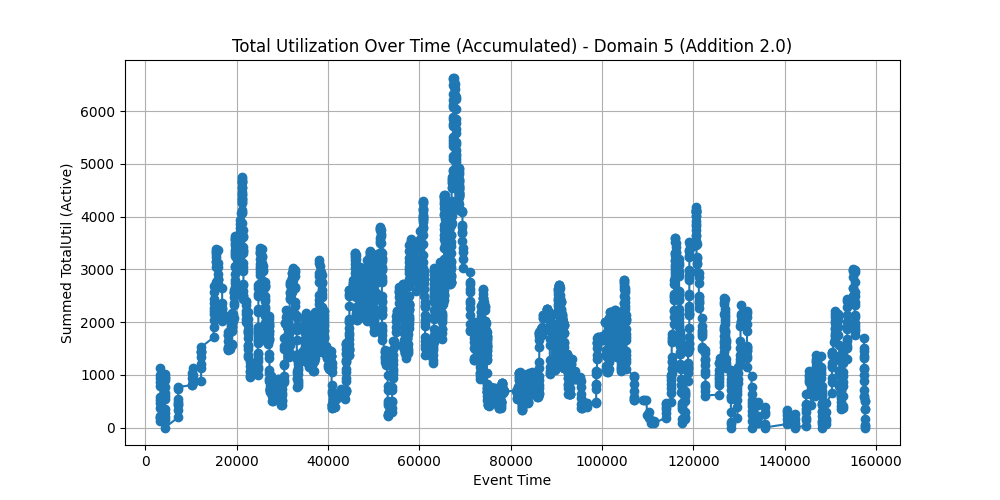 Total Utilization Over Time (Accumulated) - Domain 5 (Addition 2.0)
Summed TotalUtil (Active)
6000
5000
4000
3000
2000
1000
0
0 20000 40000 60000 80000 100000 120000 140000 160000
Event Time